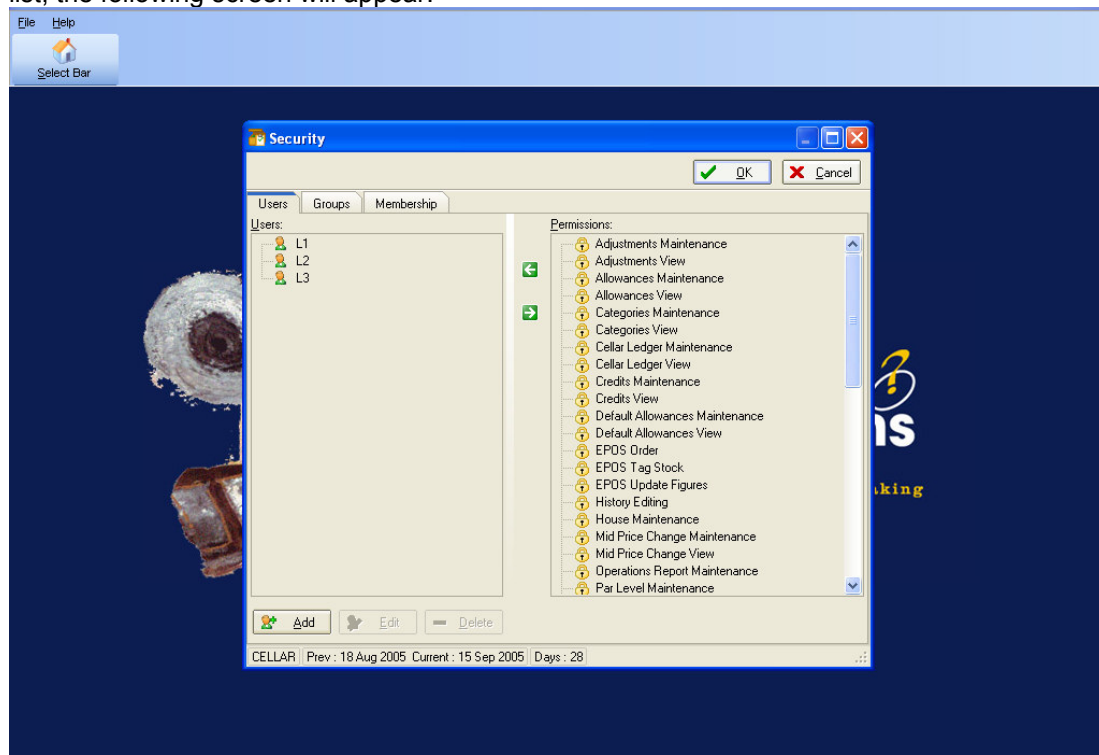 list, the following screen will appear:
File Help
Select Bar
Security
OK Cancel
Users Groups Membership
Users: Permissions:
L1
L2
L3
Adjustments Maintenance
Adjustments View
Allowances Maintenance
Allowances View
Categories Maintenance
Categories View
Cellar Ledger Maintenance
Cellar Ledger View
Credits Maintenance
Credits View
Default Allowances Maintenance
Default Allowances View
EPOS Order
EPOS Tag Stock
EPOS Update Figures
History Editing
House Maintenance
Mid Price Change Maintenance
Mid Price Change View
Operations Report Maintenance
Par Level Maintenance
ns
king
Add Edit Delete
CELLAR Prev : 18 Aug 2005 Current : 15 Sep 2005 Days : 28